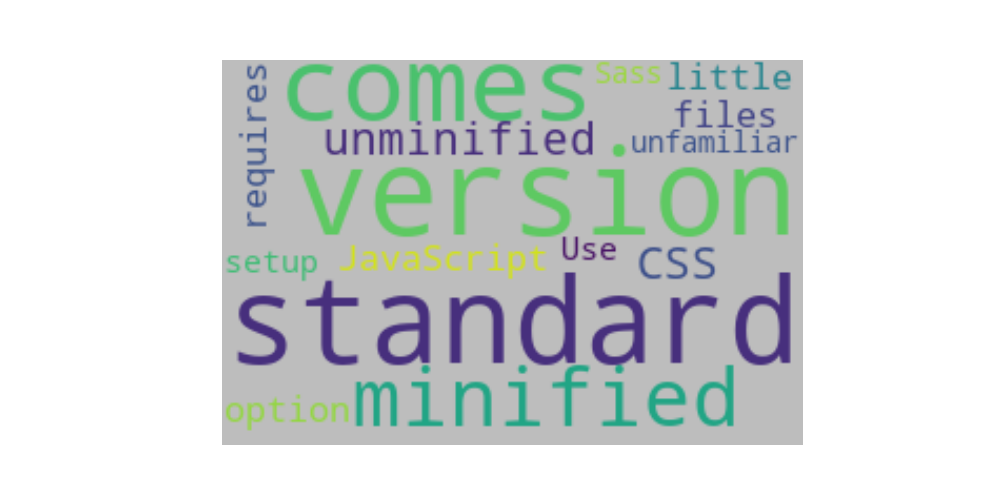 requires
comes
Sass
little
files
unminified
unfamiliar
version
setup
JavaScript
Use
CSS
standard
option
minified